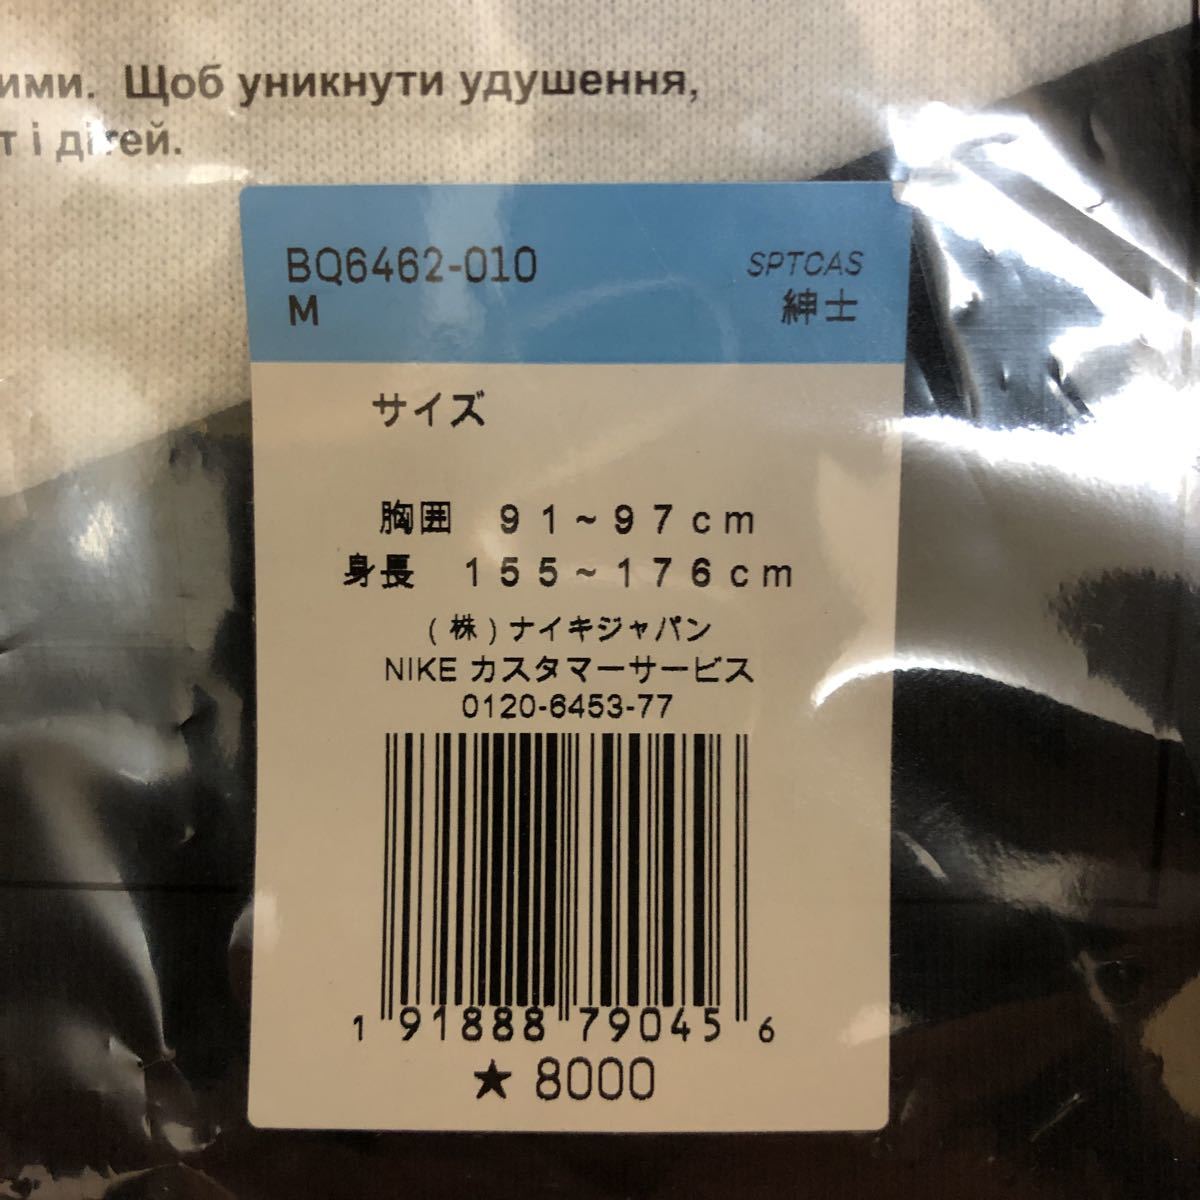 ими. Щоб уникнути удушення,
т і дітей.
BQ6462-010
SPTCAS
M
紳士
サイズ
胸囲 91~97cm
身長 155~176cm
(株)ナイキジャパン
NIKE カスタマーサービス
0120-6453-77
1 91888 79045 6
★ 8000